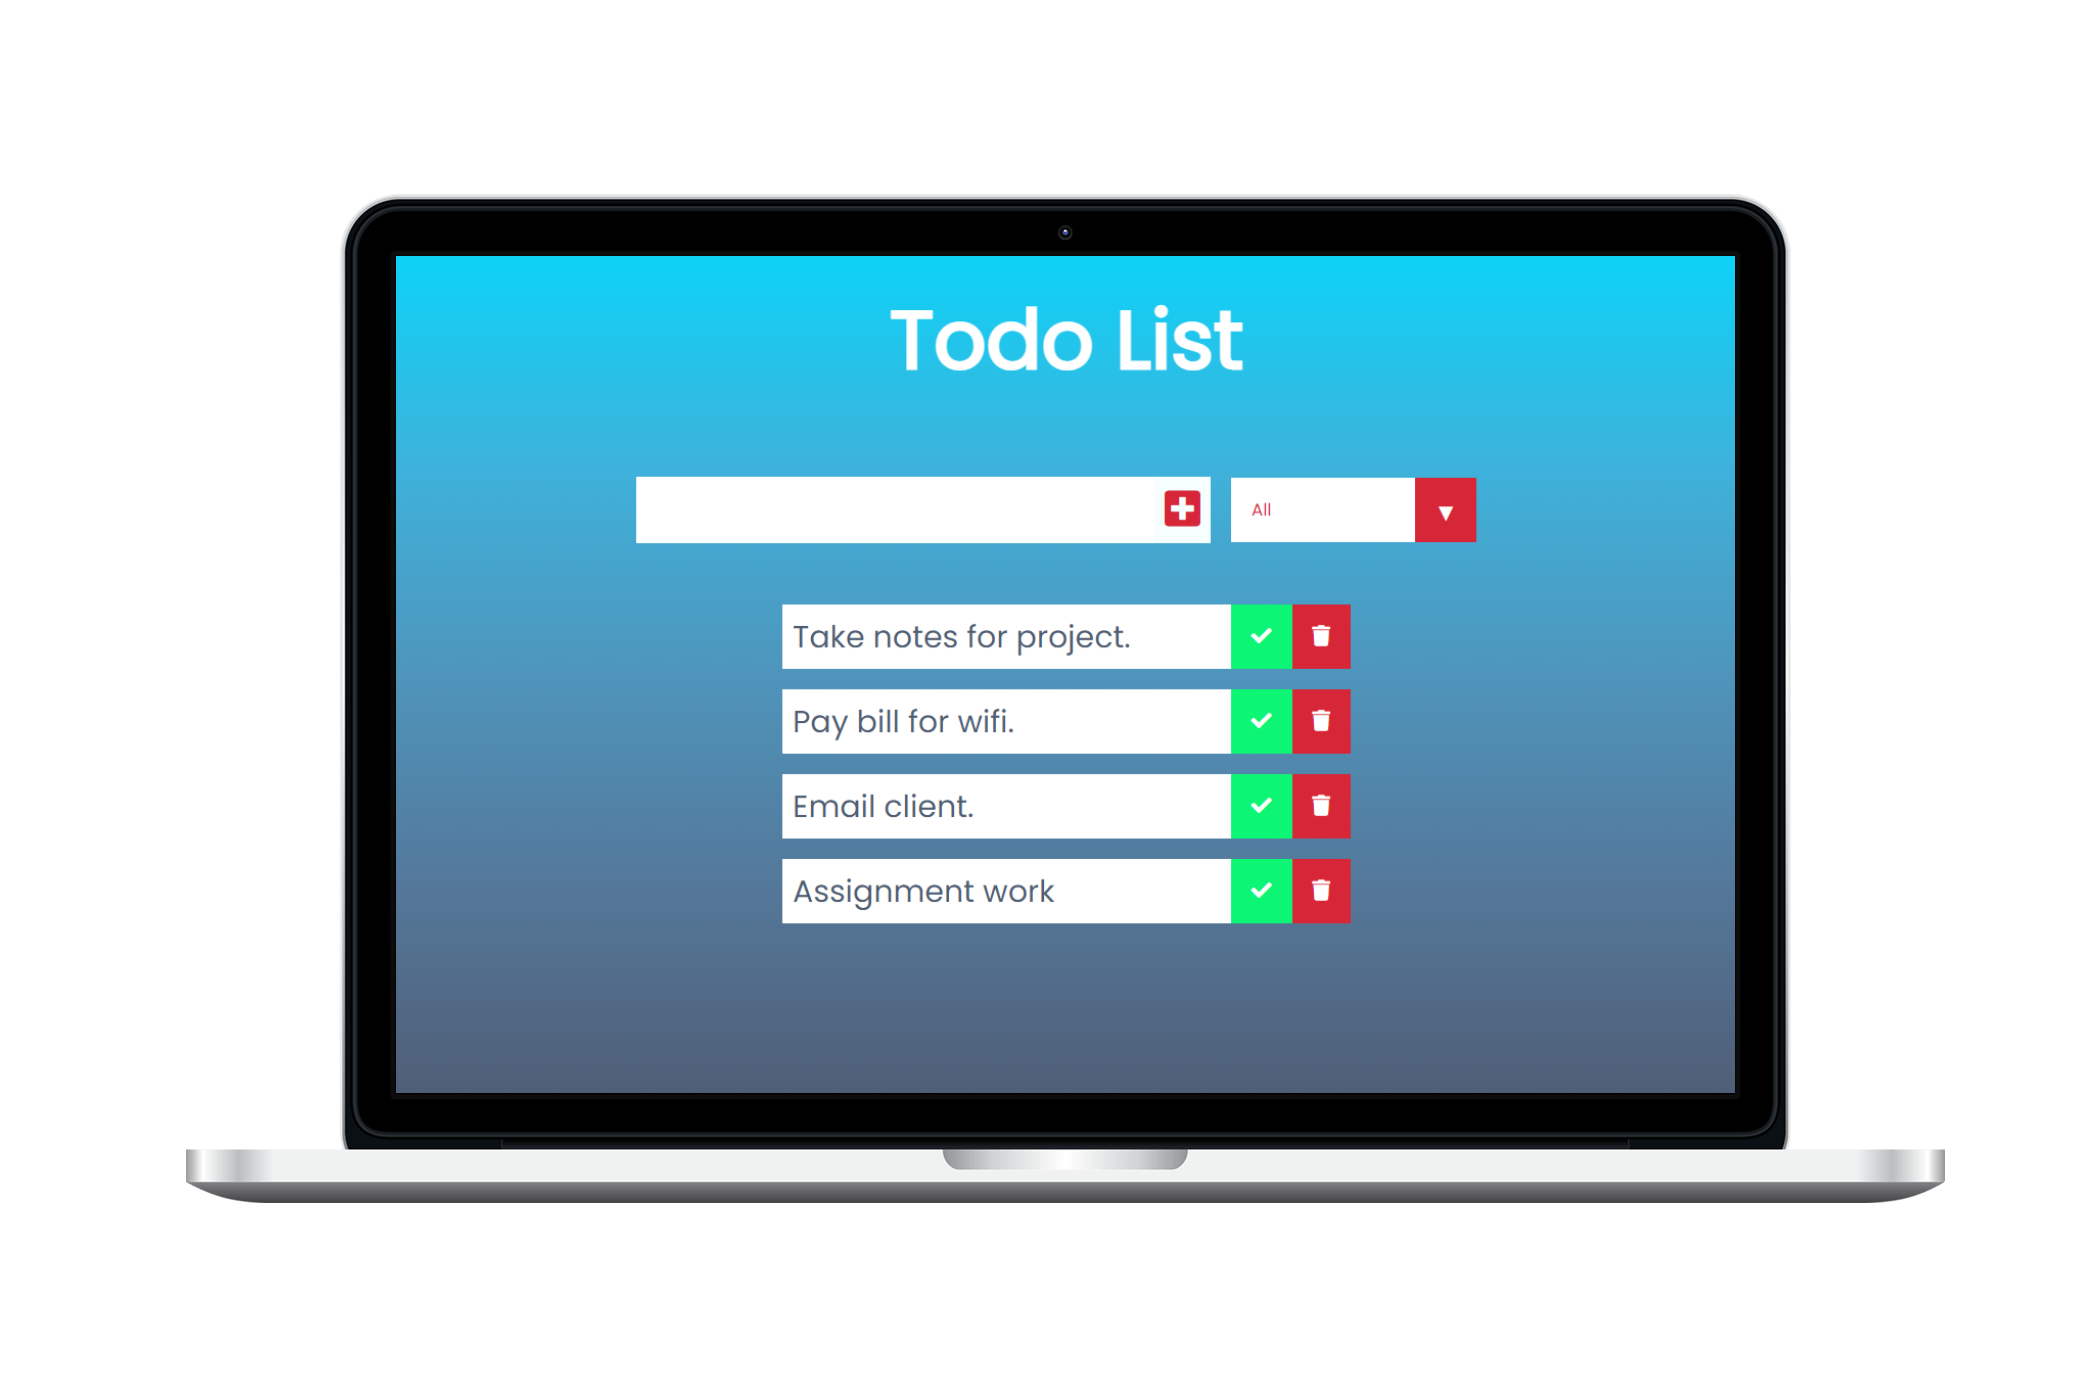 Todo List
All
Take notes for project.
Pay bill for wifi.
Email client.
Assignment work